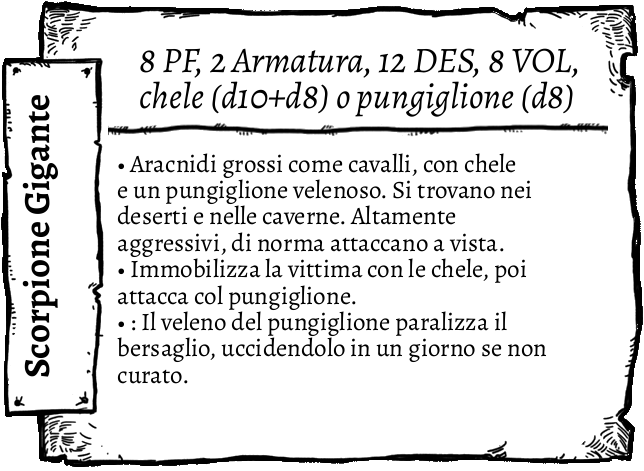 Scorpione Gigante
8 PF, 2 Armatura, 12 DES, 8 VOL,
chele (d10+d8) o pungiglione (d8)
• Aracnidi grossi come cavalli, con chele
e un pungiglione velenoso. Si trovano nei
deserti e nelle caverne. Altamente
aggressivi, di norma attaccano a vista.
• Immobilizza la vittima con le chele, poi
attacca col pungiglione.
• : Il veleno del pungiglione paralizza il
bersaglio, uccidendolo in un giorno se non
curato.